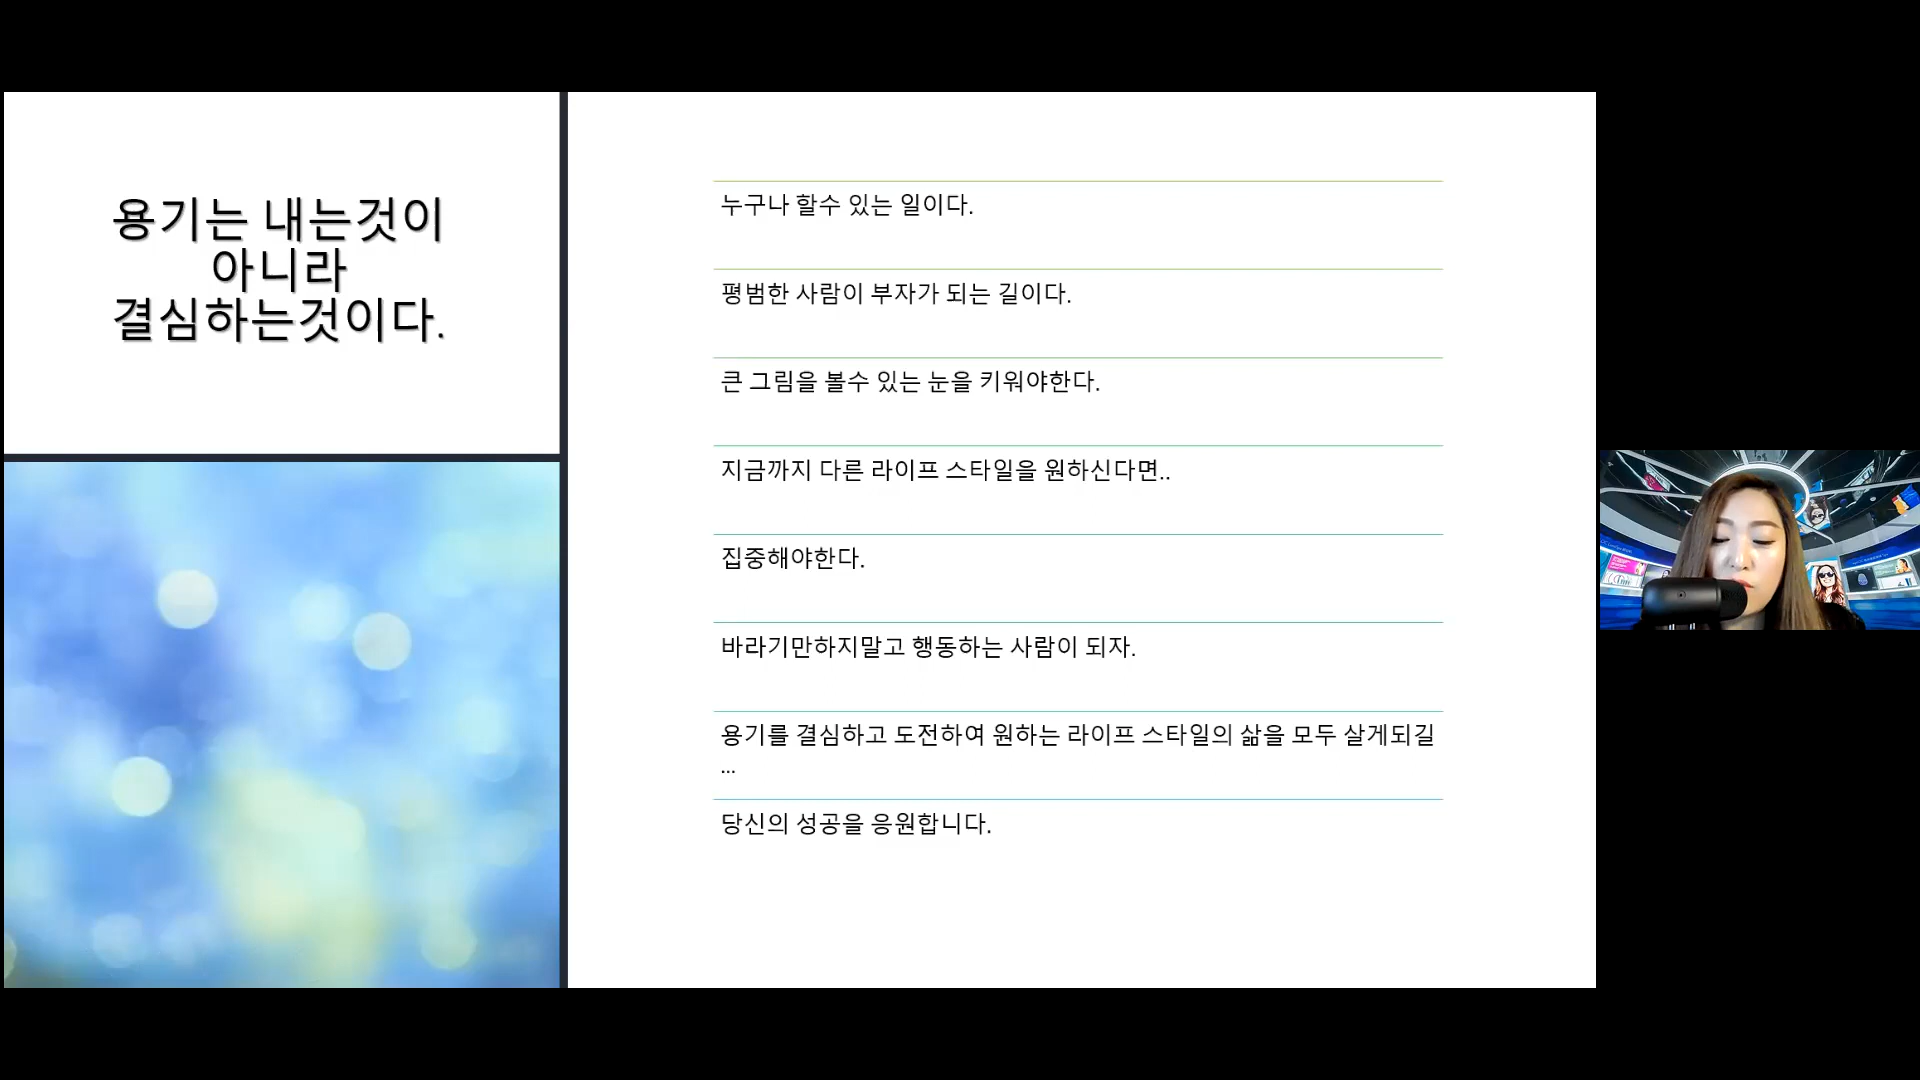 용기는 내는것이
아니라
결심하는것이다.
누구나 할수 있는 일이다.
평범한 사람이 부자가 되는 길이다.
큰 그림을 볼수 있는 눈을 키워야한다.
지금까지 다른 라이프 스타일을 원하신다면..
집중해야한다.
바라기만하지말고 행동하는 사람이 되자.
용기를 결심하고 도전하여 원하는 라이프 스타일의 삶을 모두 살게되길
...
당신의 성공을 응원합니다.